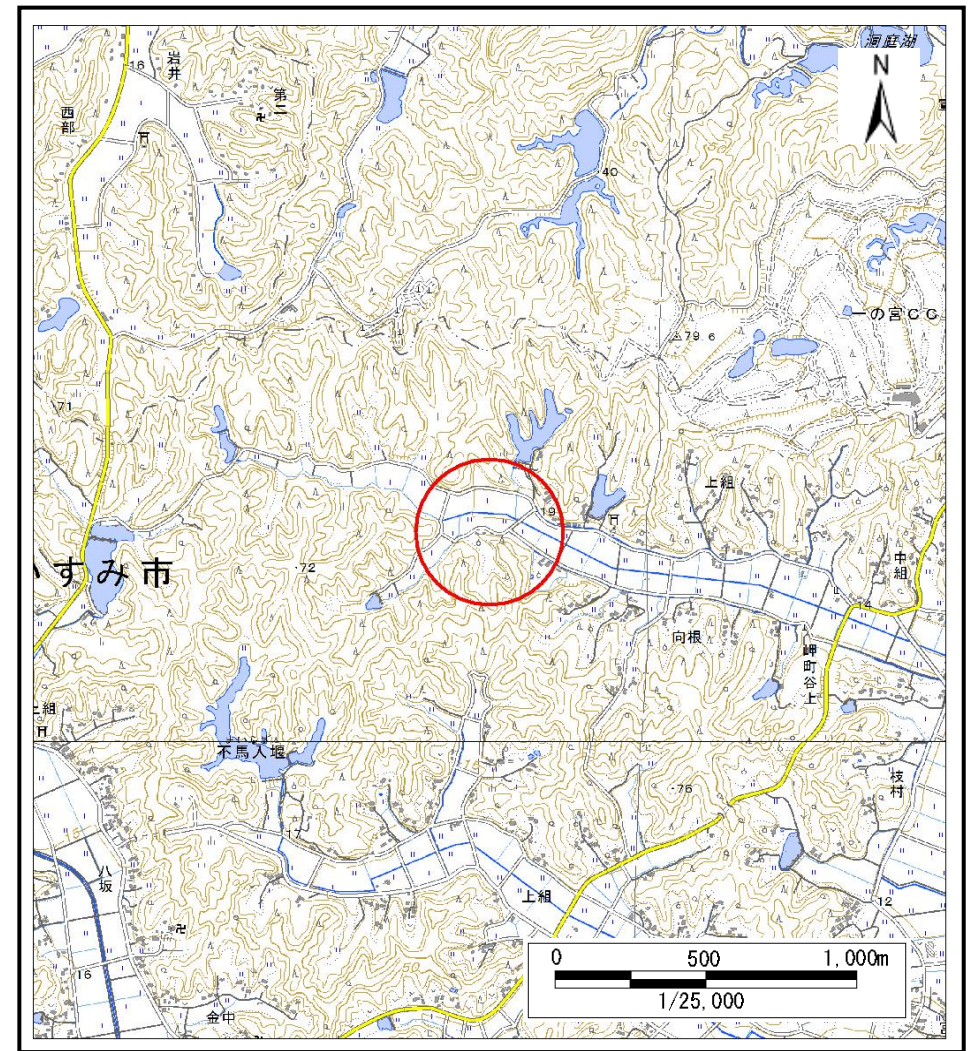 洞庭湖
16
岩井
第二
西部
N
40
一の宮CC
79.6
71
上組
19
いすみ市
72
中組
14
向根
岬町谷上
上組
不馬入堰
76
枝村
17
八坂
上組
12
16
金中
0 500 1,000m
1/25,000